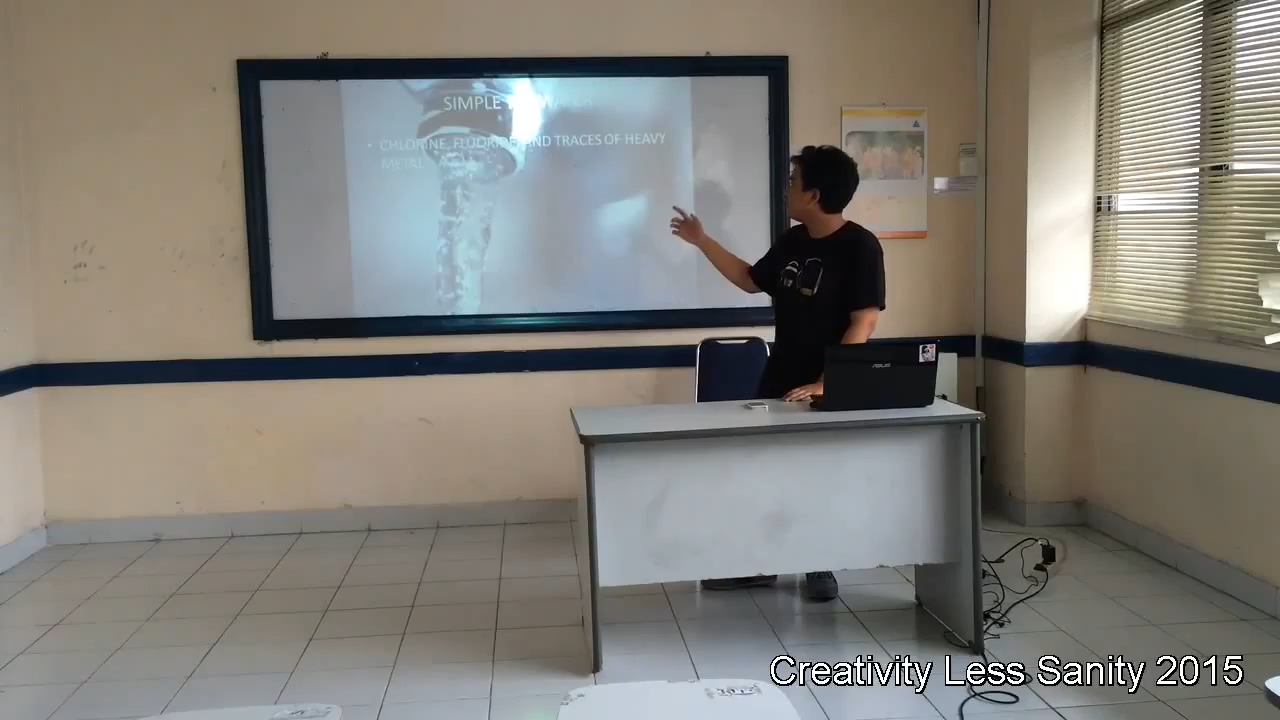 SIMPLE
CHLORINE, FLUORIDE AND TRACES OF HEAVY
METAL
ASUS
Creativity Less Sanity 2015